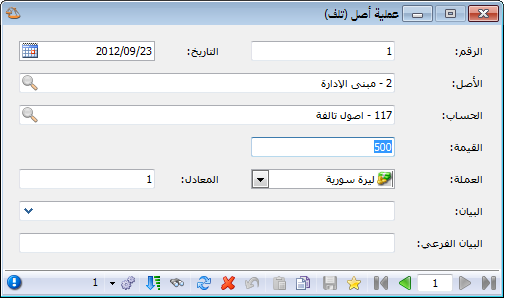 عملية أصل (تلف)
الرقم: 1 التاريخ: 2012/09/23
الأصل: 2 - مبنى الإدارة
الحساب: 117 - اصول تالفة
القيمة: 500
العملة: ليرة سورية المعادل: 1
البيان:
البيان الفرعي:
1 1